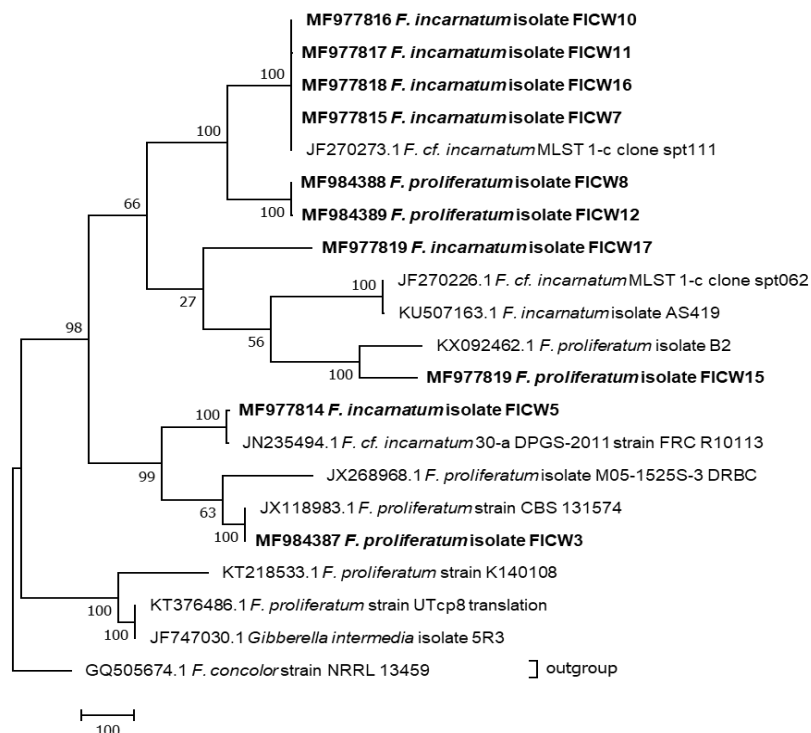 MF977816 F. incarnatum isolate FICW10
MF977817 F. incarnatum isolate FICW11
100
MF977818 F. incarnatum isolate FICW16
MF977815 F. incarnatum isolate FICW7
100
JF270273.1 F. cf. incarnatum MLST 1-c clone spt111
MF984388 F. proliferatum isolate FICW8
100
MF984389 F. proliferatum isolate FICW12
66
MF977819 F. incarnatum isolate FICW17
JF270226.1 F. cf. incarnatum MLST 1-c clone spt062
100
27
KU507163.1 F. incarnatum isolate AS419
98
56
KX092462.1 F. proliferatum isolate B2
100
MF977819 F. proliferatum isolate FICW15
MF977814 F. incarnatum isolate FICW5
100
JN235494.1 F. cf. incarnatum 30-a DPGS-2011 strain FRC R10113
99
JX268968.1 F. proliferatum isolate M05-1525S-3 DRBC
63
JX118983.1 F. proliferatum strain CBS 131574
100
MF984387 F. proliferatum isolate FICW3
KT218533.1 F. proliferatum strain K140108
100
KT376486.1 F. proliferatum strain UTcp8 translation
100
JF747030.1 Gibberella intermedia isolate 5R3
GQ505674.1 F. concolor strain NRRL 13459
outgroup
100